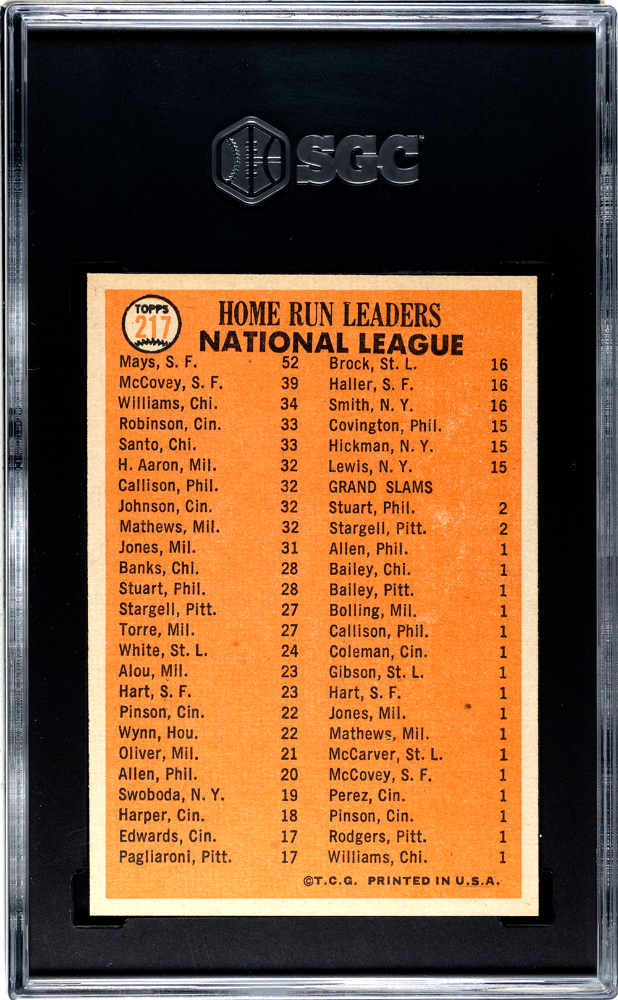 SGC
TOPPS
217
HOME RUN LEADERS
NATIONAL LEAGUE
Mays, S. F. 52
McCovey, S. F. 39
Williams, Chi. 34
Robinson, Cin. 33
Santo, Chi. 33
H. Aaron, Mil. 32
Callison, Phil. 32
Johnson, Cin. 32
Mathews, Mil. 32
Jones, Mil. 31
Banks, Chi. 28
Stuart, Phil. 28
Stargell, Pitt. 27
Torre, Mil. 27
White, St. L. 24
Alou, Mil. 23
Hart, S. F. 23
Pinson, Cin. 22
Wynn, Hou. 22
Oliver, Mil. 21
Allen, Phil. 20
Swoboda, N. Y. 19
Harper, Cin. 18
Edwards, Cin. 17
Pagliaroni, Pitt. 17
Brock, St. L. 16
Haller, S. F. 16
Smith, N. Y. 16
Covington, Phil. 15
Hickman, N. Y. 15
Lewis, N. Y. 15
GRAND SLAMS
Stuart, Phil. 2
Stargell, Pitt. 2
Allen, Phil. 1
Bailey, Chi. 1
Bailey, Pitt. 1
Bolling, Mil. 1
Callison, Phil. 1
Coleman, Cin. 1
Gibson, St. L. 1
Hart, S. F. 1
Jones, Mil. 1
Mathews, Mil. 1
McCarver, St. L. 1
McCovey, S. F. 1
Perez, Cin. 1
Pinson, Cin. 1
Rodgers, Pitt. 1
Williams, Chi. 1
©T.C.G. PRINTED IN U.S.A.